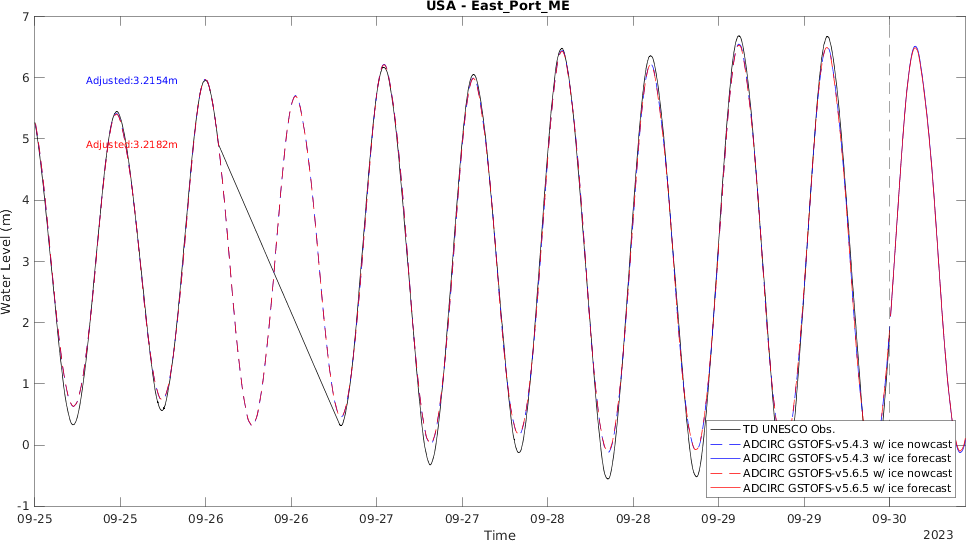 USA - East_Port_ME
7
6
5
4
3
2
1
0
-1
Water Level (m)
Adjusted:3.2154m
Adjusted:3.2182m
TD UNESCO Obs.
ADCIRC GSTOFS-v5.4.3 w/ ice nowcast
ADCIRC GSTOFS-v5.4.3 w/ ice forecast
ADCIRC GSTOFS-v5.6.5 w/ ice nowcast
ADCIRC GSTOFS-v5.6.5 w/ ice forecast
09-25 09-25 09-26 09-26 09-27 09-27 09-28 09-28 09-29 09-29 09-30
Time
2023